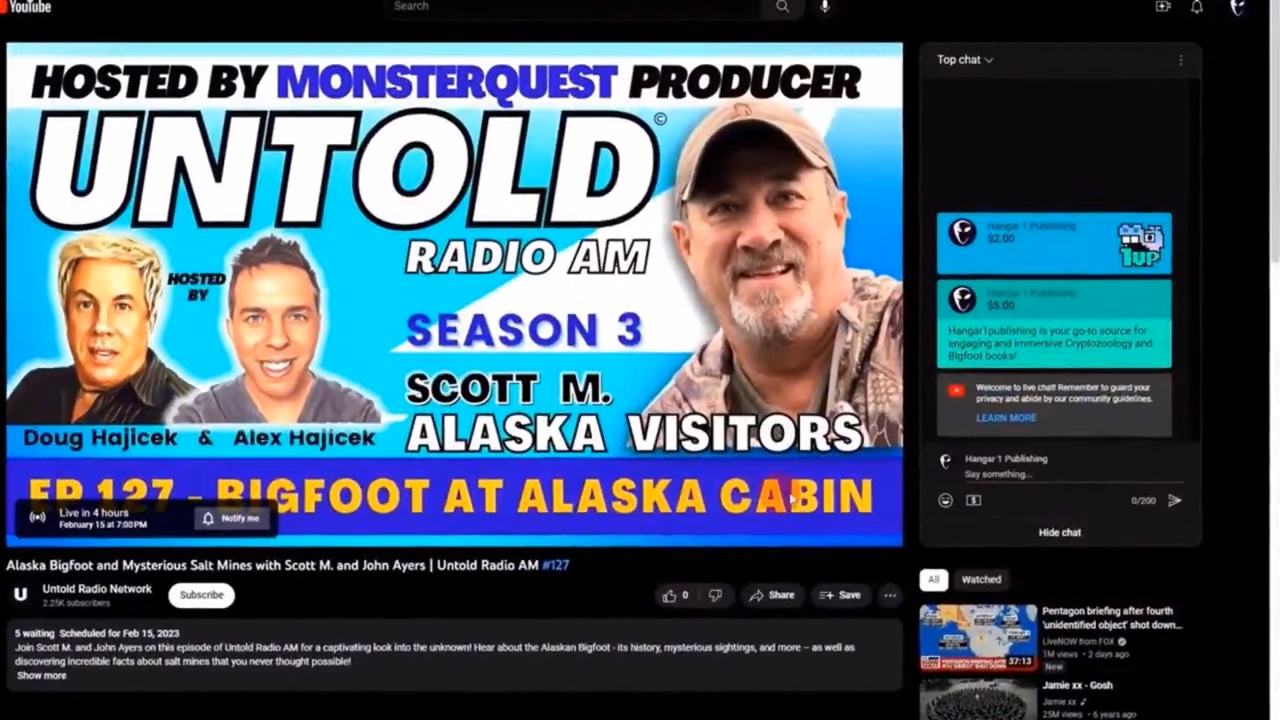 YouTube
Search
HOSTED BY MONSTERQUEST PRODUCER
UNTOLD
©
RADIO AM
HOSTED
BY
SEASON 3
SCOTT M.
ALASKA VISITORS
Doug Hajicek & Alex Hajicek
EP 127 - BIGFOOT AT ALASKA CABIN
Live in 4 hours
February 15 at 7:00PM
Notify me
Alaska Bigfoot and Mysterious Salt Mines with Scott M. and John Ayers | Untold Radio AM #127
U
Untold Radio Network
2.25K subscribers
Subscribe
0
Share
Save
5 waiting Scheduled for Feb 15, 2023
Join Scott M. and John Ayers on this episode of Untold Radio AM for a captivating look into the unknown! Hear about the Alaskan Bigfoot - its history, mysterious sightings, and more – as well as
discovering incredible facts about salt mines that you never thought possible!
Show more
Top chat
Hangar 1 Publishing
$2.00
1UP
Hangar 1 Publishing
$5.00
Hangar1publishing is your go-to source for
engaging and immersive Cryptozoology and
Bigfoot books!
Welcome to live chat! Remember to guard your
privacy and abide by our community guidelines.
LEARN MORE
Hangar 1 Publishing
Say something...
0/200
Hide chat
All
Watched
Pentagon briefing after fourth
'unidentified object' shot down...
LiveNOW from FOX
1M views • 2 days ago
New
37:13
Jamie xx - Gosh
Jamie xx
25M views • 6 years ago